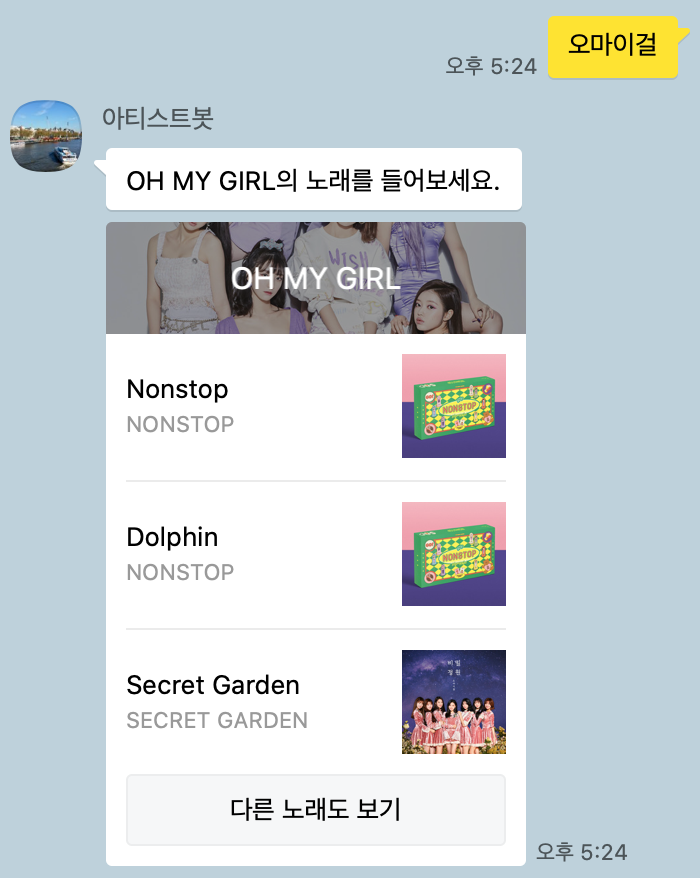 오마이걸
오후 5:24
아티스트봇
OH MY GIRL의 노래를 들어보세요.
WISH
OH MY GIRL
Nonstop
NONSTOP
NONSTOP
Dolphin
NONSTOP
NONSTOP
Secret Garden
SECRET GARDEN
비밀
정원
다른 노래도 보기
오후 5:24